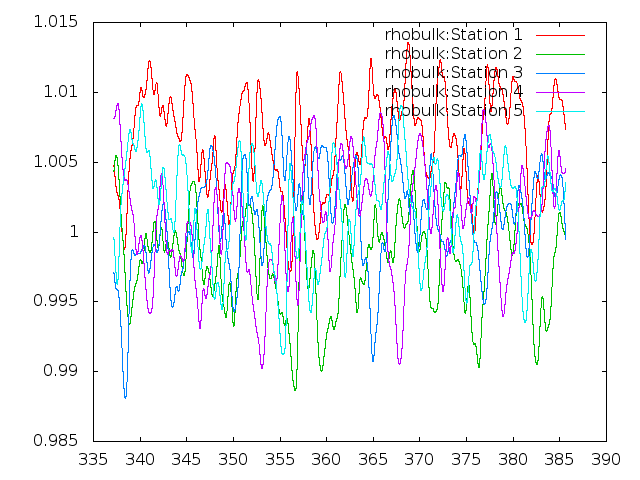 1.015
1.01
1.005
1
0.995
0.99
0.985
335 340 345 350 355 360 365 370 375 380 385 390
rhobulk:Station 1
rhobulk:Station 2
rhobulk:Station 3
rhobulk:Station 4
rhobulk:Station 5